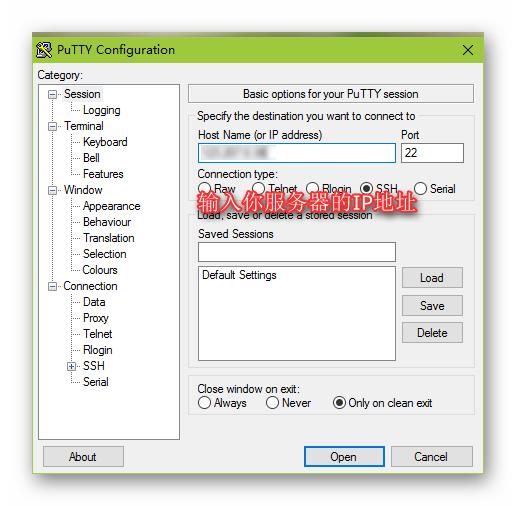 PuTTY Configuration
Category:
Session
Logging
Terminal
Keyboard
Bell
Features
Window
Appearance
Behaviour
Translation
Selection
Colours
Connection
Data
Proxy
Telnet
Rlogin
SSH
Serial
Basic options for your PuTTY session
Specify the destination you want to connect to
Host Name (or IP address) Port
22
Connection type:
Raw Telnet Rlogin SSH Serial
输入你服务器的IP地址
Load, save or delete a stored session
Saved Sessions
Default Settings
Load
Save
Delete
Close window on exit:
Always Never Only on clean exit
About Open Cancel